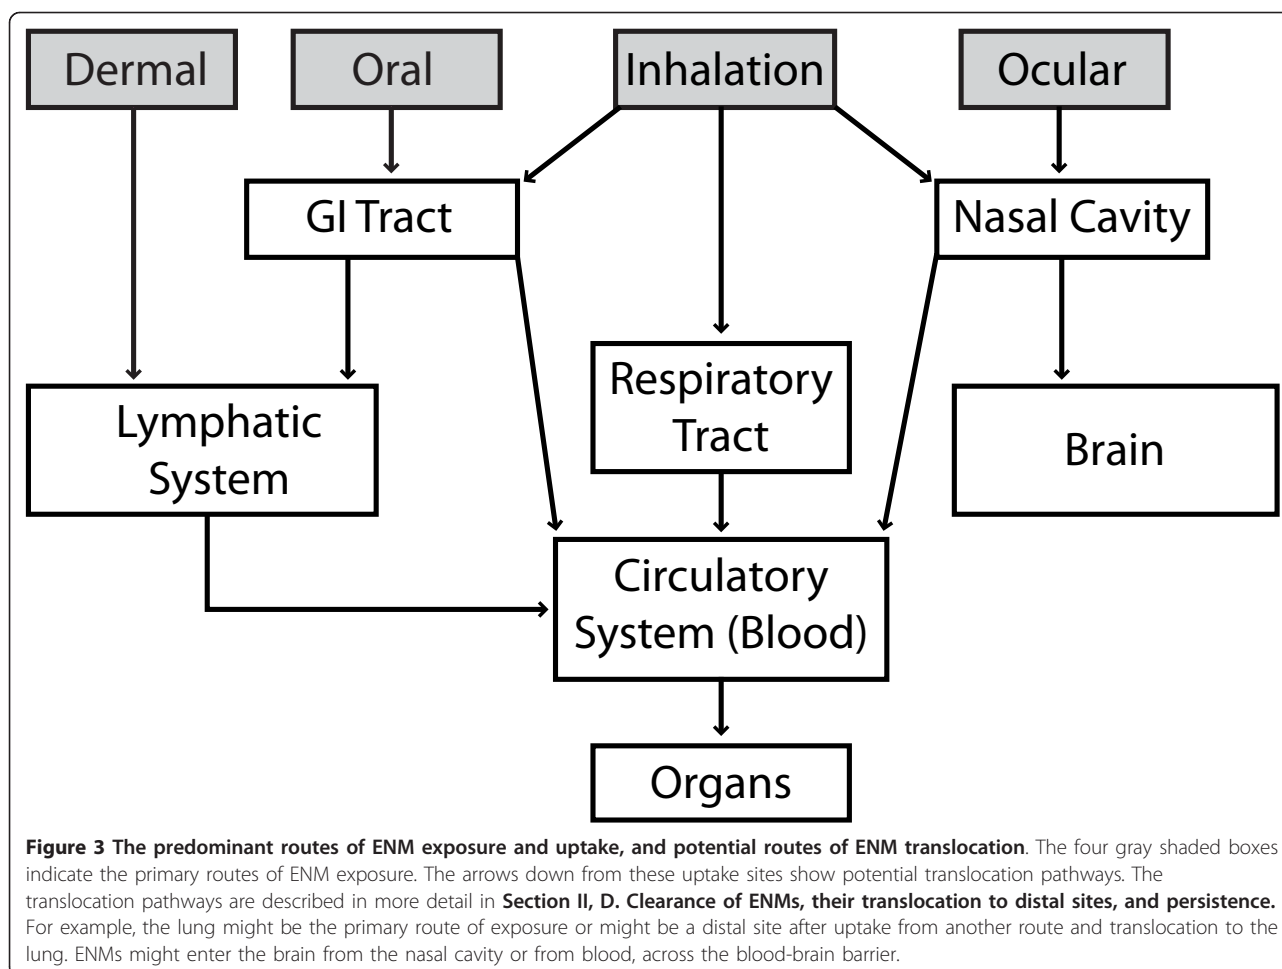 Dermal
Oral
Inhalation
Ocular
GI Tract
Nasal Cavity
Respiratory
Tract
Lymphatic
System
Brain
Circulatory
System (Blood)
Organs
Figure 3 The predominant routes of ENM exposure and uptake, and potential routes of ENM translocation. The four gray shaded boxes
indicate the primary routes of ENM exposure. The arrows down from these uptake sites show potential translocation pathways. The
translocation pathways are described in more detail in Section II, D. Clearance of ENMs, their translocation to distal sites, and persistence.
For example, the lung might be the primary route of exposure or might be a distal site after uptake from another route and translocation to the
lung. ENMs might enter the brain from the nasal cavity or from blood, across the blood-brain barrier.